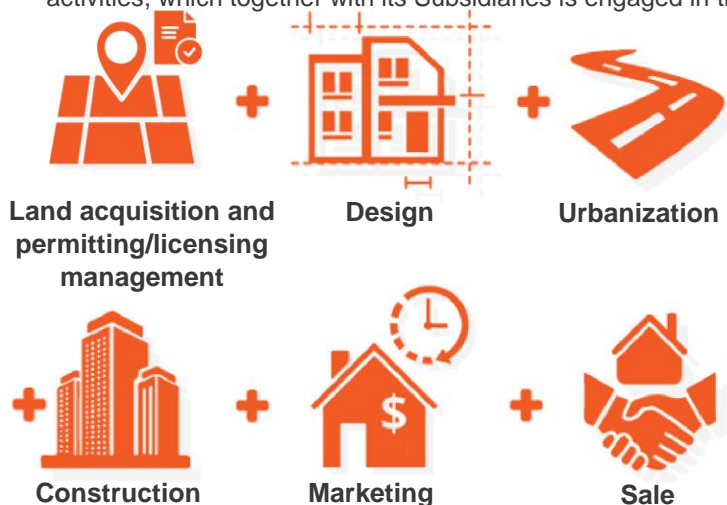 activities, which together with its Subsidiaries is engaged in
Land acquisition and
permitting/licensing
management
Design
Urbanization
$
Construction
Marketing
Sale